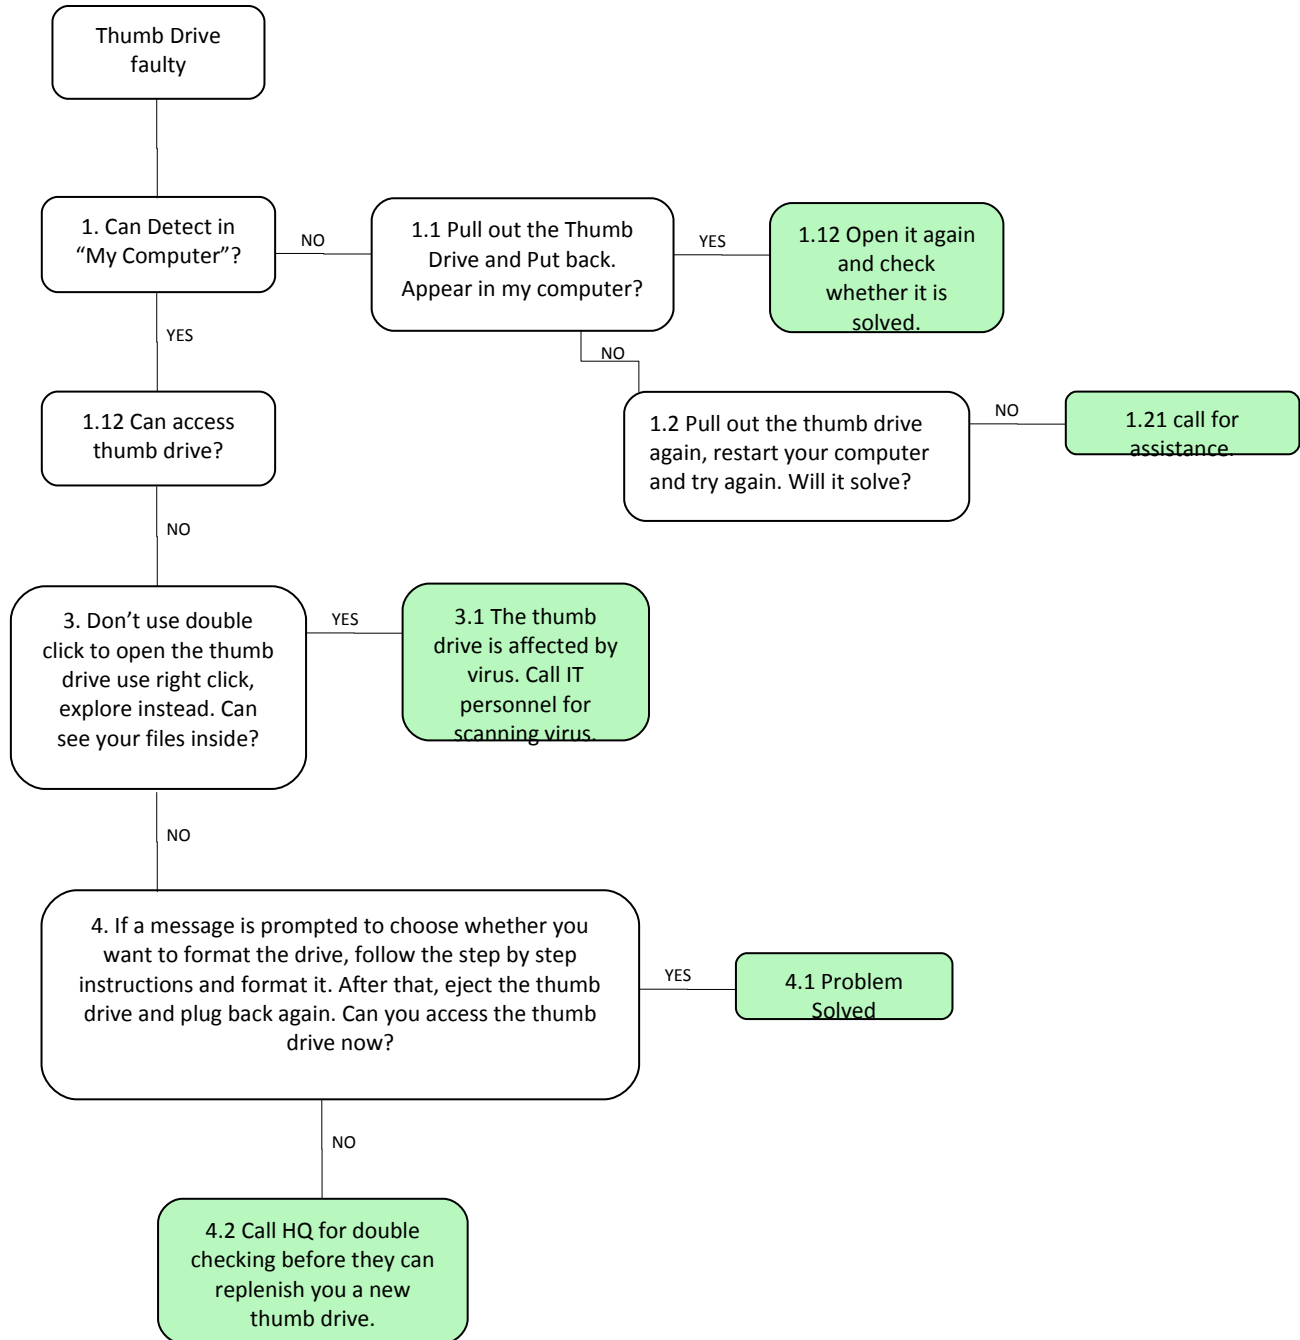 Thumb Drive
faulty
1. Can Detect in
“My Computer”?
NO
1.1 Pull out the Thumb
Drive and Put back.
Appear in my computer?
YES
1.12 Open it again
and check
whether it is
solved.
YES
NO
1.12 Can access
thumb drive?
1.2 Pull out the thumb drive
again, restart your computer
and try again. Will it solve?
NO
1.21 call for
assistance.
NO
3. Don’t use double
click to open the thumb
drive use right click,
explore instead. Can
see your files inside?
YES
3.1 The thumb
drive is affected by
virus. Call IT
personnel for
scanning virus.
NO
4. If a message is prompted to choose whether you
want to format the drive, follow the step by step
instructions and format it. After that, eject the thumb
drive and plug back again. Can you access the thumb
drive now?
YES
4.1 Problem
Solved
NO
4.2 Call HQ for double
checking before they can
replenish you a new
thumb drive.